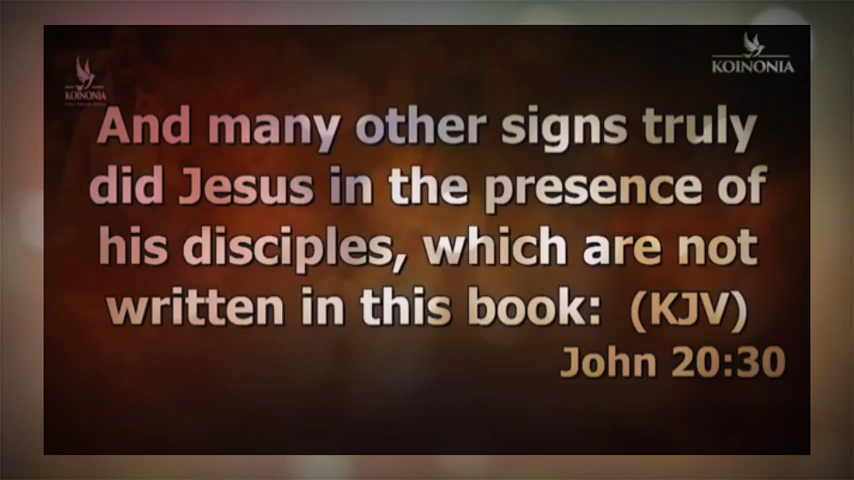 KOINONIA
KOINONIA
And many other signs truly
did Jesus in the presence of
his disciples, which are not
written in this book: (KJV)
John 20:30